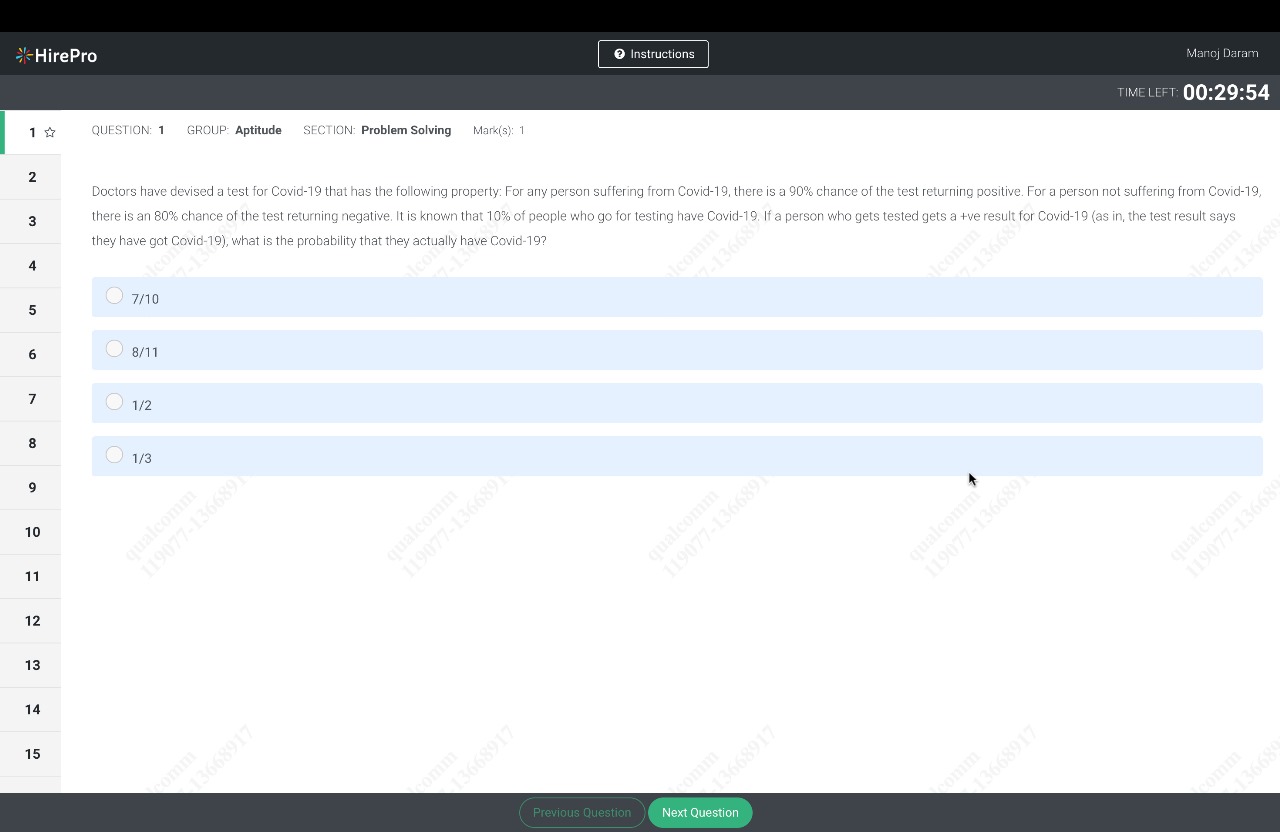 HirePro
Instructions
Manoj Daram
TIME LEFT: 00:29:54
1
QUESTION: 1 GROUP: Aptitude SECTION: Problem Solving Mark(s): 1
2
3
4
5
6
7
8
9
10
11
12
13
14
15
Doctors have devised a test for Covid-19 that has the following property: For any person suffering from Covid-19, there is a 90% chance of the test returning positive. For a person not suffering from Covid-19,
there is an 80% chance of the test returning negative. It is known that 10% of people who go for testing have Covid-19. If a person who gets tested gets a +ve result for Covid-19 (as in, the test result says
they have got Covid-19), what is the probability that they actually have Covid-19?
7/10
8/11
1/2
1/3
qualcomm
119077-13668917
Previous Question
Next Question